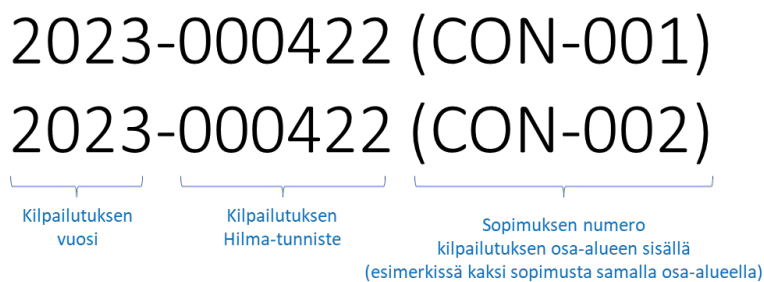 2023-000422 (CON-001)
2023-000422 (CON-002)
Kilpailutuksen
vuosi
Kilpailutuksen
Hilma-tunniste
Sopimuksen numero
kilpailutuksen osa-alueen sisällä
(esimerkissä kaksi sopimusta samalla osa-alueella)